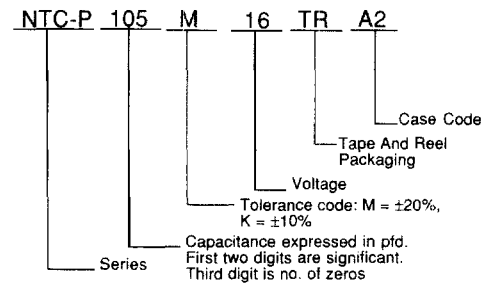 NTC-P 105 M 16 TR A2
Case Code
Tape And Reel
Packaging
Voltage
Tolerance code: M = ±20%,
K = ±10%
Capacitance expressed in pfd.
First two digits are significant.
Third digit is no. of zeros
Series